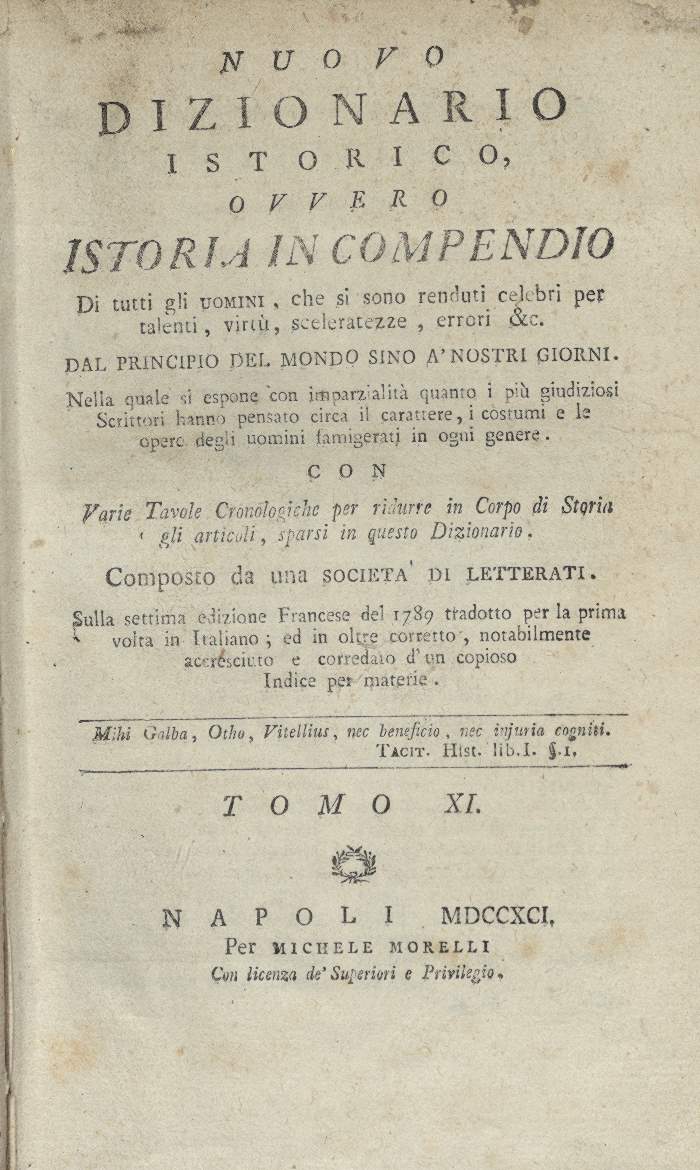 NUOVO
DIZIONARIO
ISTORICO,
OVVERO
ISTORIA IN COMPENDIO
Di tutti gli UOMINI, che si sono renduti celebri per
talenti, virtù, sceleratezze, errori &c.
DAL PRINCIPIO DEL MONDO SINO A' NOSTRI GIORNI.
Nella quale si espone con imparzialità quanto i più giudiziosi
Scrittori hanno pensato circa il carattere, i costumi e le
opere degli uomini famigerati in ogni genere.
CON
Varie Tavole Cronologiche per ridurre in Corpo di Storia
gli articoli, sparsi in questo Dizionario.
Composto da una SOCIETA' DI LETTERATI.
Sulla settima edizione Francese del 1789 tradotto per la prima
volta in Italiano; ed in oltre corretto, notabilmente
accresciuto e corredato d'un copioso
Indice per materie.
Mihi Galba, Otho, Vitellius, nec beneficio, nec injuria cogniti.
TACIT. Hist. lib. I. §. 1.
TOMO XI.
NAPOLI MDCCXCI.
Per MICHELE MORELLI
Con licenza de' Superiori e Privilegio.